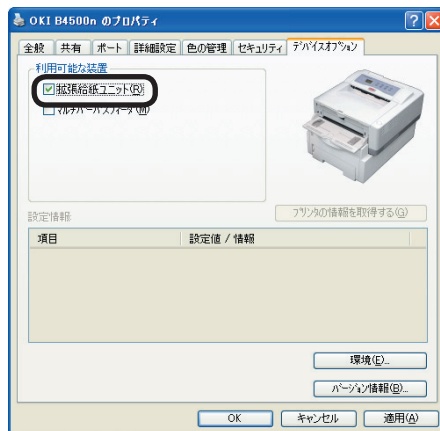 OKI B4500n のプロパティ
全般 共有 ポート 詳細設定 色の管理 セキュリティ デバイスオプション
利用可能な装置
拡張給紙ユニット(R)
マルチパーパスフィーダ(M)
設定情報
プリンタの情報を取得する(G)
項目 設定値 / 情報
環境(E)...
バージョン情報(B)...
OK キャンセル 適用(A)